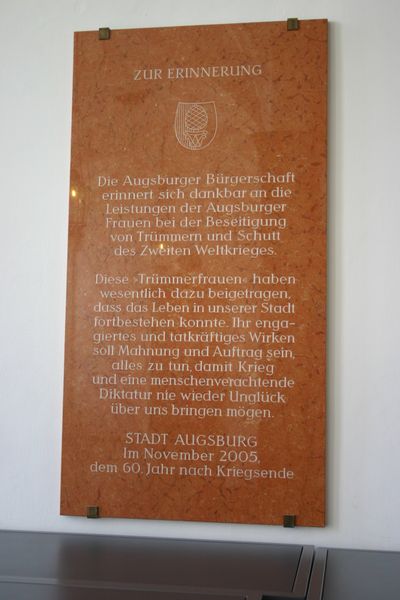 ZUR ERINNERUNG
Die Augsburger Bürgerschaft
erinnert sich dankbar an die
Leistungen der Augsburger
Frauen bei der Beseitigung
von Trümmern und Schutt
des Zweiten Weltkrieges.
Diese »Trümmerfrauen« haben
wesentlich dazu beigetragen,
dass das Leben in unserer Stadt
fortbestehen konnte. Ihr enga-
giertes und tatkräftiges Wirken
soll Mahnung und Auftrag sein,
alles zu tun, damit Krieg
und eine menschenverachtende
Diktatur nie wieder Unglück
über uns bringen mögen.
STADT AUGSBURG
Im November 2005,
dem 60. Jahr nach Kriegsende